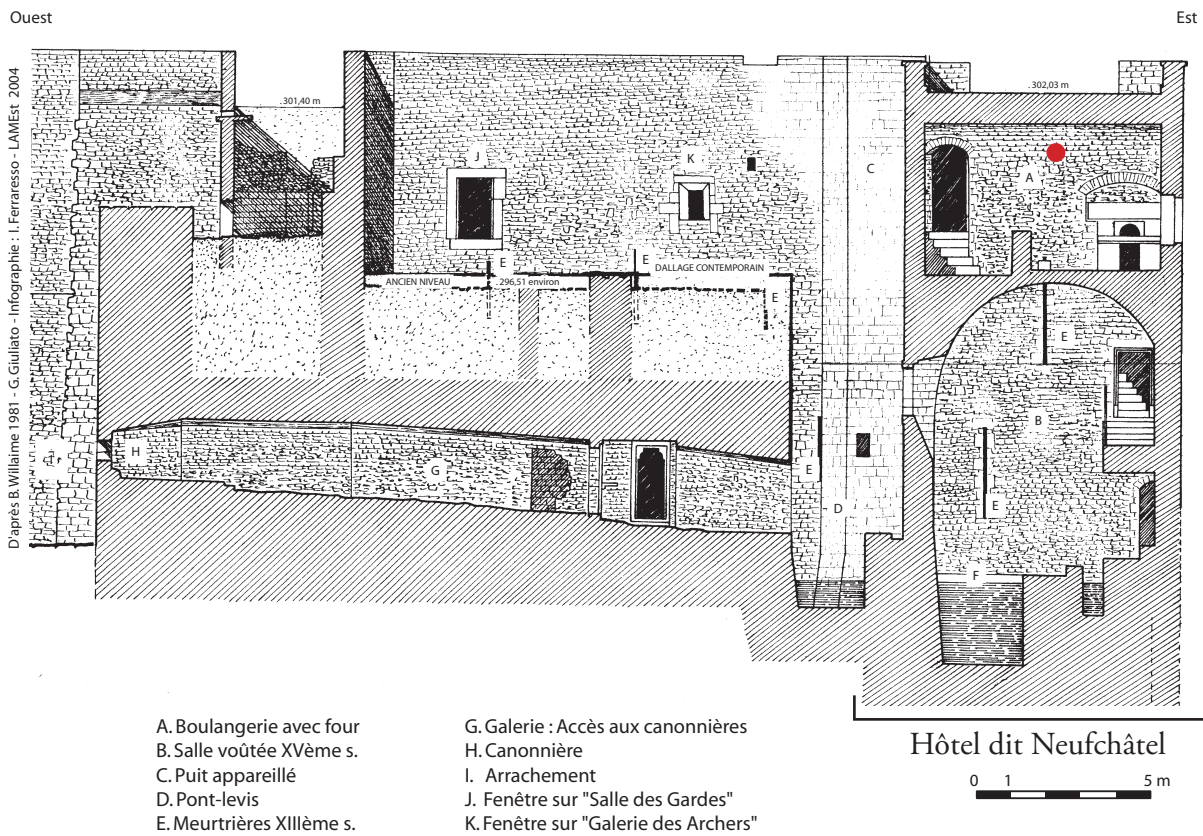 Ouest
Est
D'après B. Willaime 1981 - G. Giuliato - Infographie : I. Ferraresso - LAMEst 2004
.301,40 m
.302,03 m
J
K
C
A
E
E
DALLAGE CONTEMPORAIN
ANCIEN NIVEAU
.296,51 environ
E
E
B
H
G
E
E
D
F
A. Boulangerie avec four
B. Salle voûtée XVème s.
C. Puit appareillé
D. Pont-levis
E. Meurtrières XIIIème s.
G. Galerie : Accès aux canonnières
H. Canonnière
I. Arrachement
J. Fenêtre sur "Salle des Gardes"
K. Fenêtre sur "Galerie des Archers"
Hôtel dit Neufchâtel
0 1 5 m